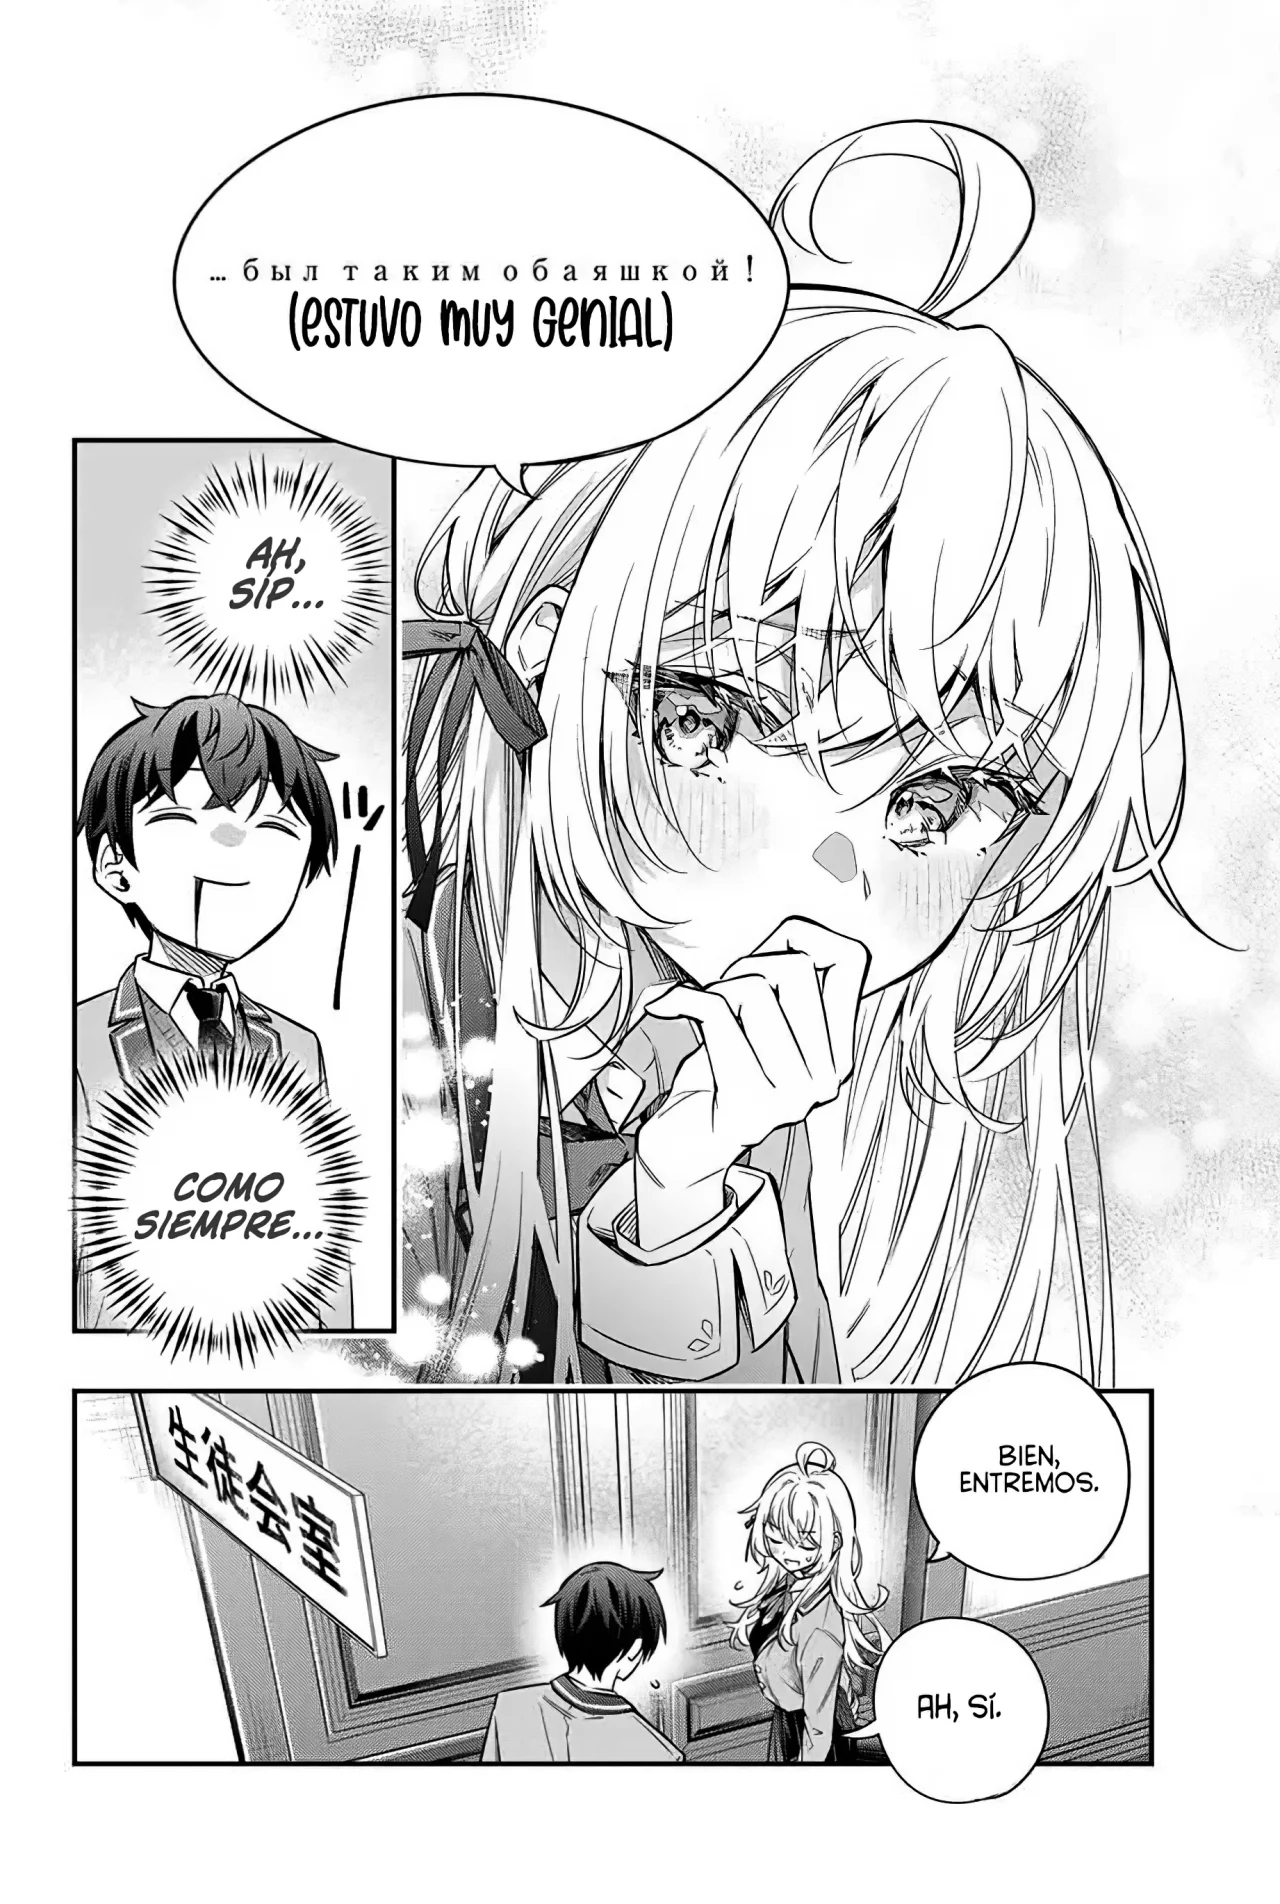 ... был таким обаяшкой!
(ESTUVO MUY GENIAL)
AH,
SIP...
COMO
SIEMPRE...
生徒会室
BIEN,
ENTREMOS.
AH, SÍ.